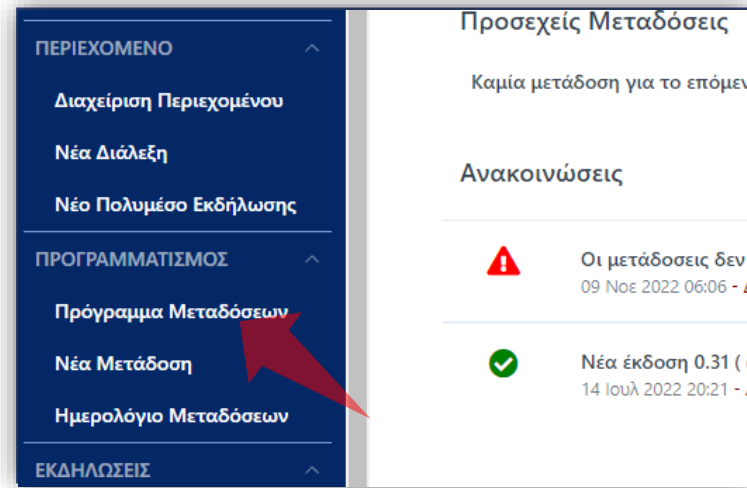 ΠΕΡΙΕΧΟΜΕΝΟ
Διαχείριση Περιεχομένου
Νέα Διάλεξη
Νέο Πολυμέσο Εκδήλωσης
ΠΡΟΓΡΑΜΜΑΤΙΣΜΟΣ
Πρόγραμμα Μεταδόσεων
Νέα Μετάδοση
Ημερολόγιο Μεταδόσεων
ΕΚΔΗΛΩΣΕΙΣ
Προσεχείς Μεταδόσεις
Καμία μετάδοση για το
Ανακοινώσεις
Οι μετάδοσεις δεν
09 Νοε 2022 06:06 -
Νέα έκδοση 0.31 (
14 Ιουλ 2022 20:21 -